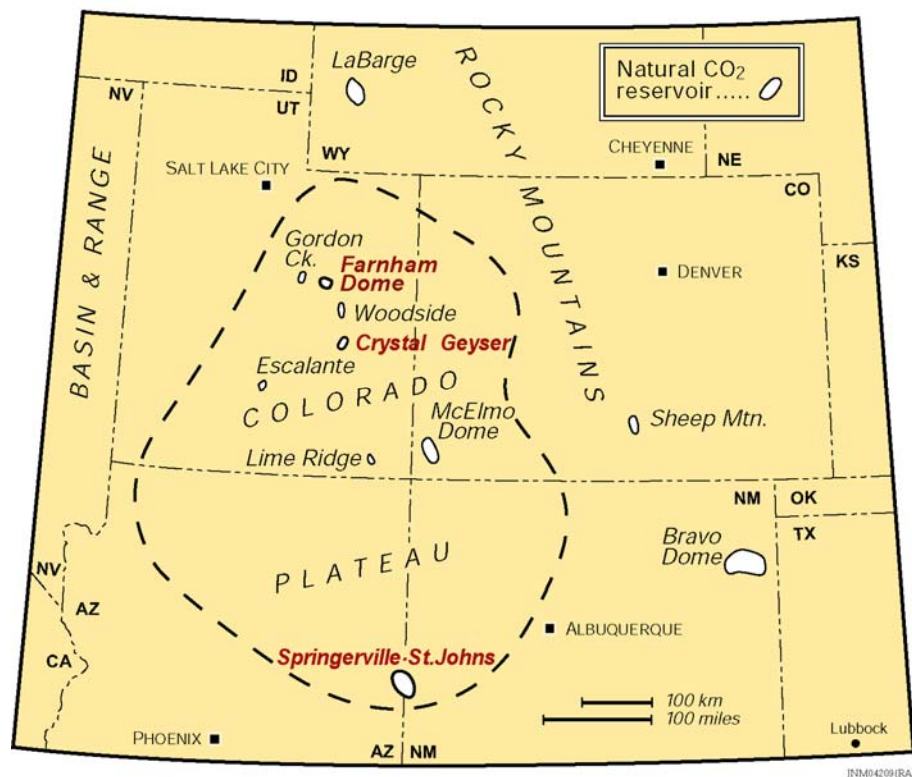 LaBarge
ROCKY MOUNTAINS
Natural CO₂
reservoir.....
ID
NV
UT
WY
CHEYENNE
NE
SALT LAKE CITY
CO
BASIN & RANGE
Gordon
Ck.
Farnham
Dome
DENVER
KS
Woodside
Crystal Geyser
Escalante
COLORADO
McElmo
Dome
Sheep Mtn.
Lime Ridge
NM
OK
TX
Bravo
Dome
PLATEAU
NV
AZ
ALBUQUERQUE
CA
Springerville-St.Johns
100 km
100 miles
PHOENIX
AZ
NM
Lubbock